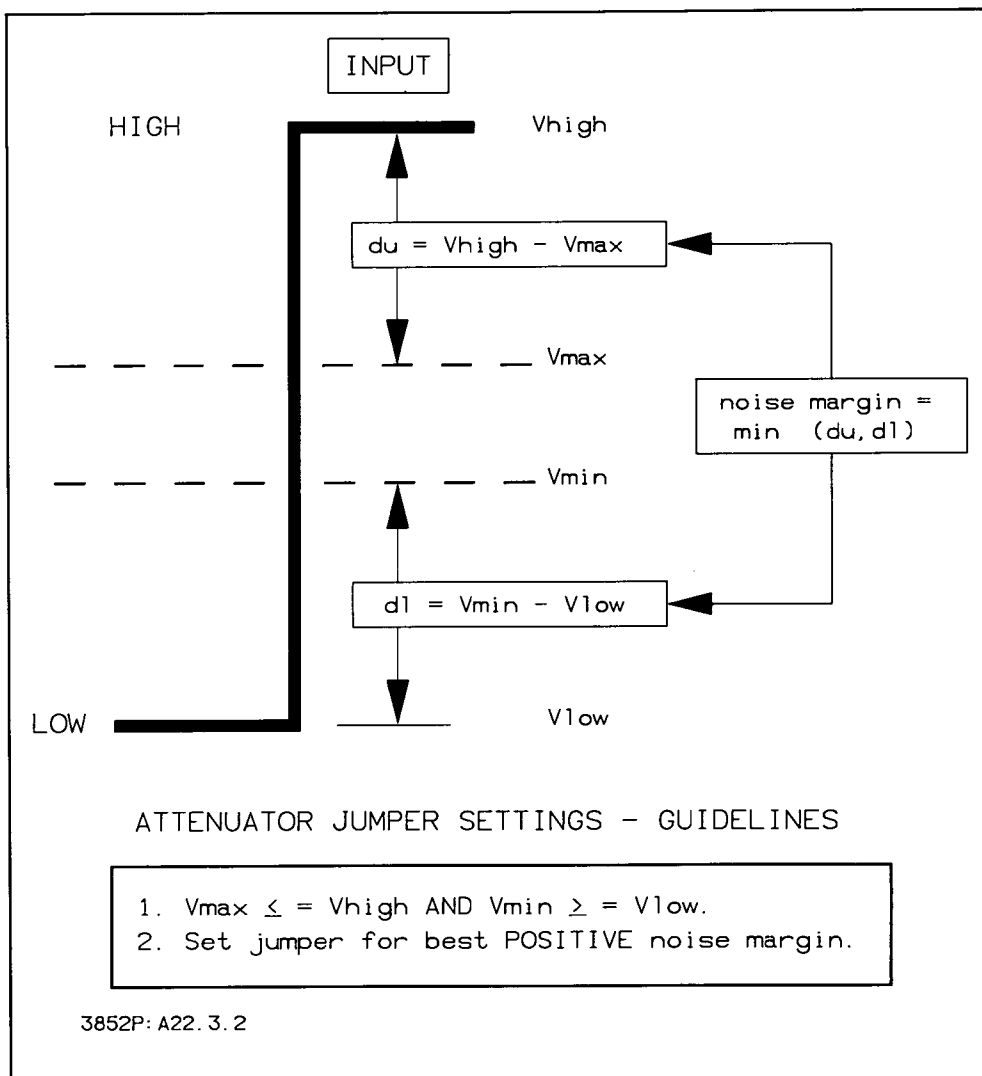 INPUT
HIGH
Vhigh
du = Vhigh - Vmax
Vmax
noise margin =
min (du,dl)
Vmin
dl = Vmin - Vlow
LOW
Vlow
ATTENUATOR JUMPER SETTINGS - GUIDELINES
1. Vmax ≤ = Vhigh AND Vmin ≥ = Vlow.
2. Set jumper for best POSITIVE noise margin.
3852P:A22.3.2